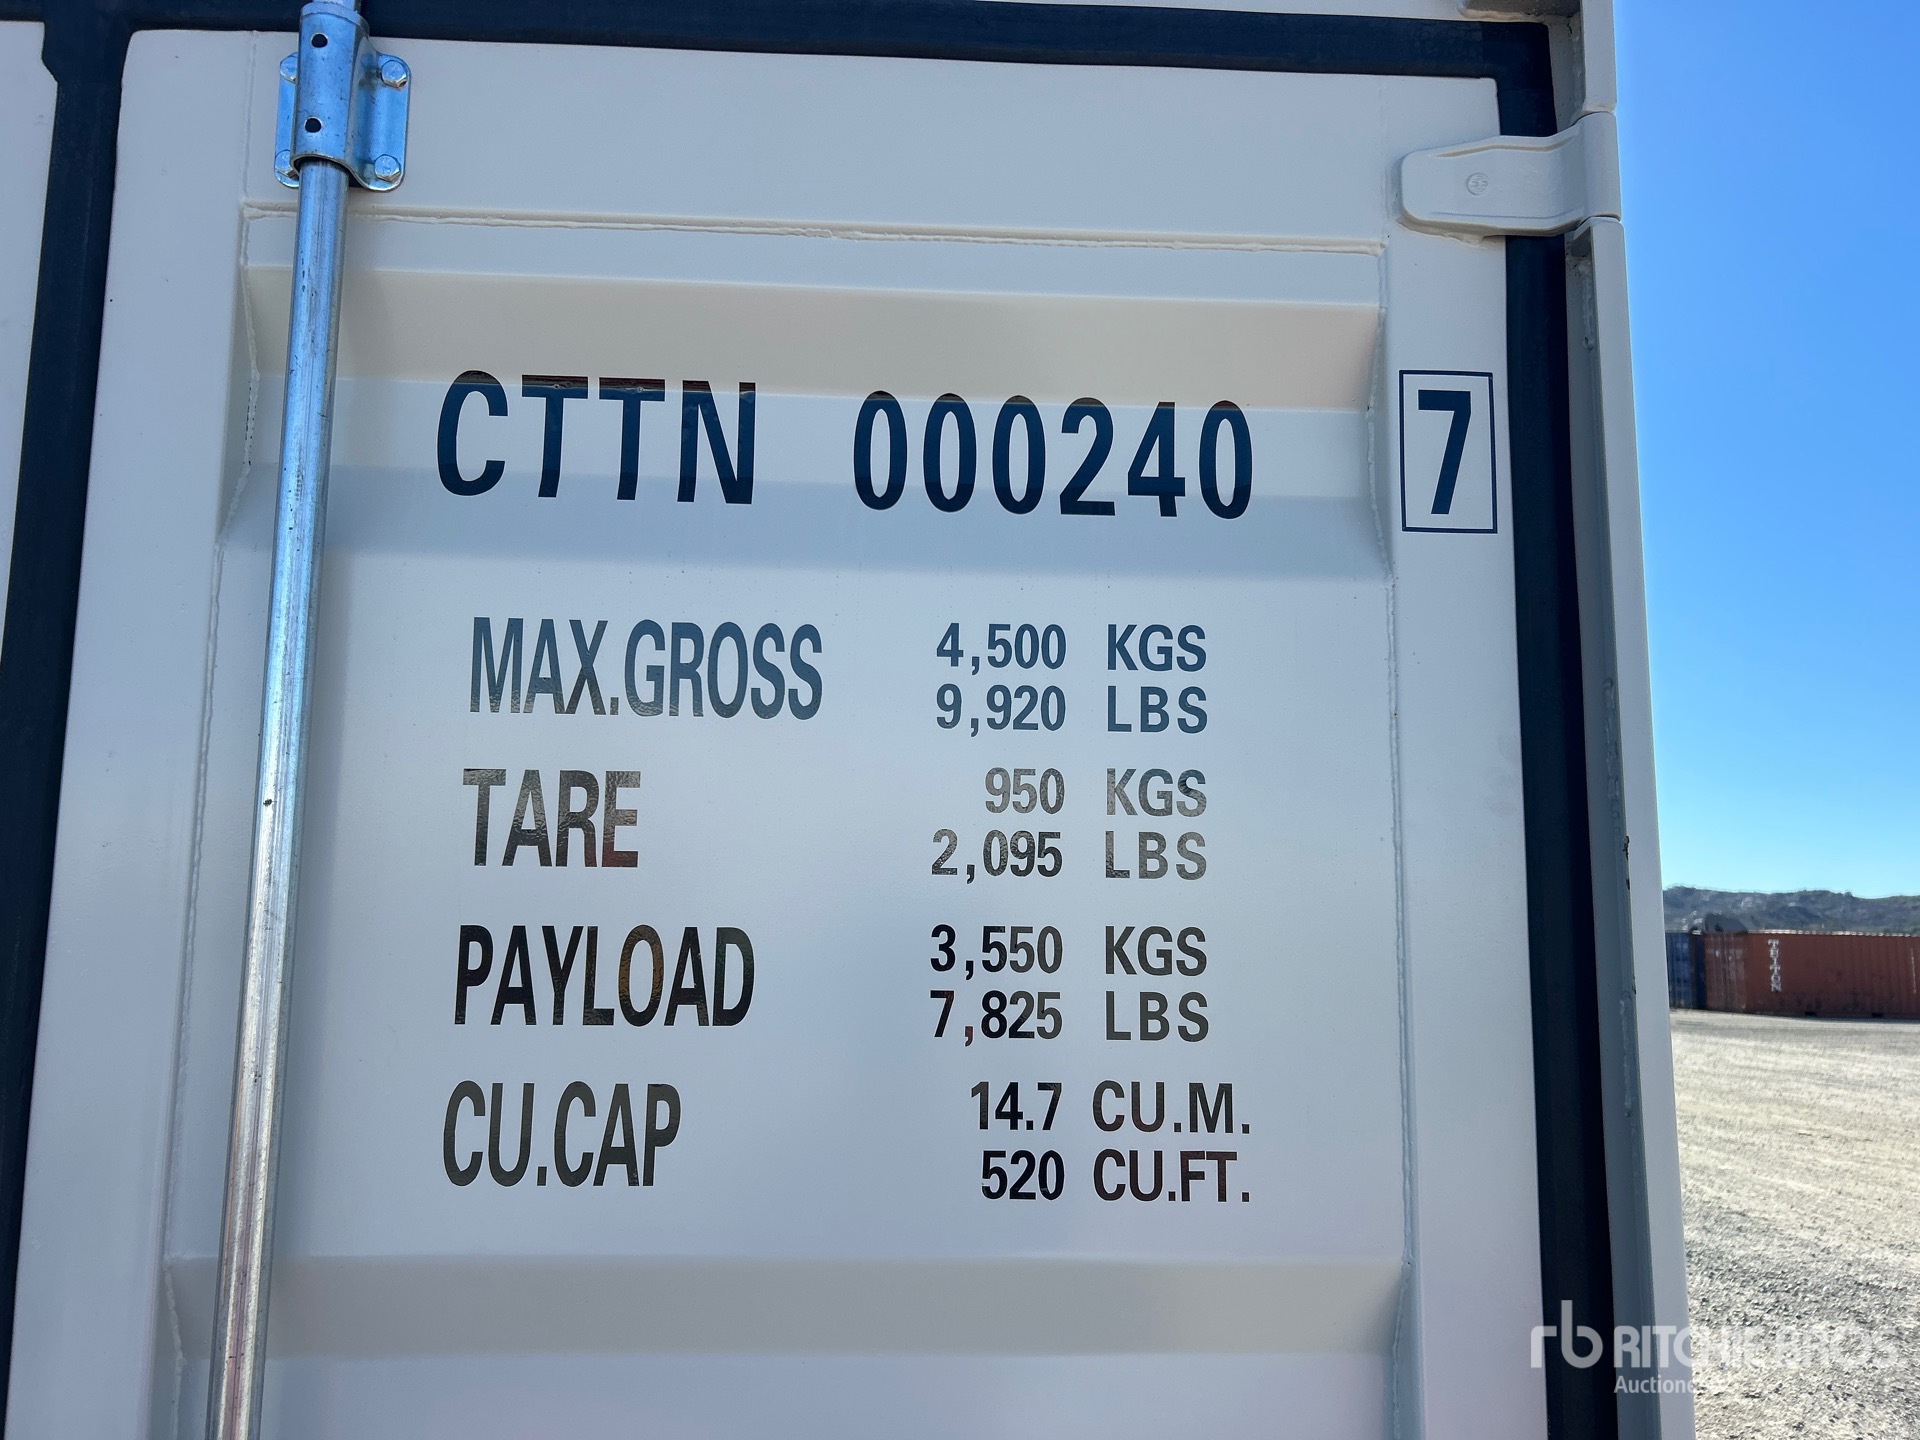 CTTN 000240 7
MAX.GROSS 4,500 KGS
9,920 LBS
TARE 950 KGS
2,095 LBS
PAYLOAD 3,550 KGS
7,825 LBS
CU.CAP 14.7 CU.M.
520 CU.FT.
TRITON
rb RITCHIE BROS
Auctioneers